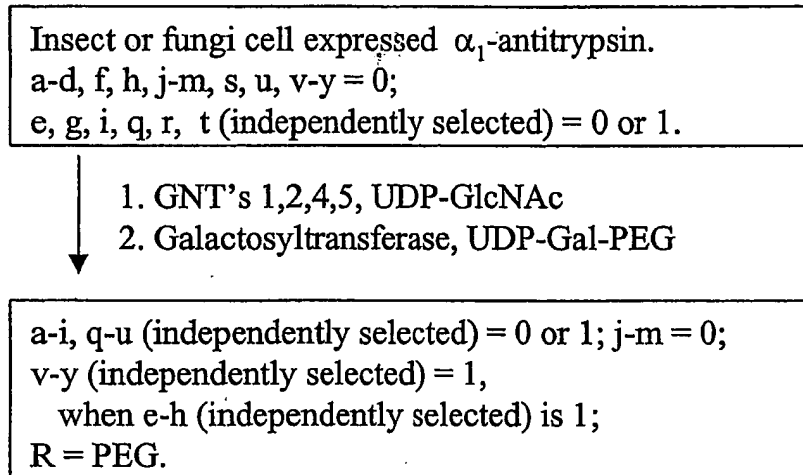 Insect or fungi cell expressed α₁-antitrypsin.
a-d, f, h, j-m, s, u, v-y = 0;
e, g, i, q, r, t (independently selected) = 0 or 1.
1. GNT's 1,2,4,5, UDP-GlcNAc
2. Galactosyltransferase, UDP-Gal-PEG
a-i, q-u (independently selected) = 0 or 1; j-m = 0;
v-y (independently selected) = 1,
when e-h (independently selected) is 1;
R = PEG.